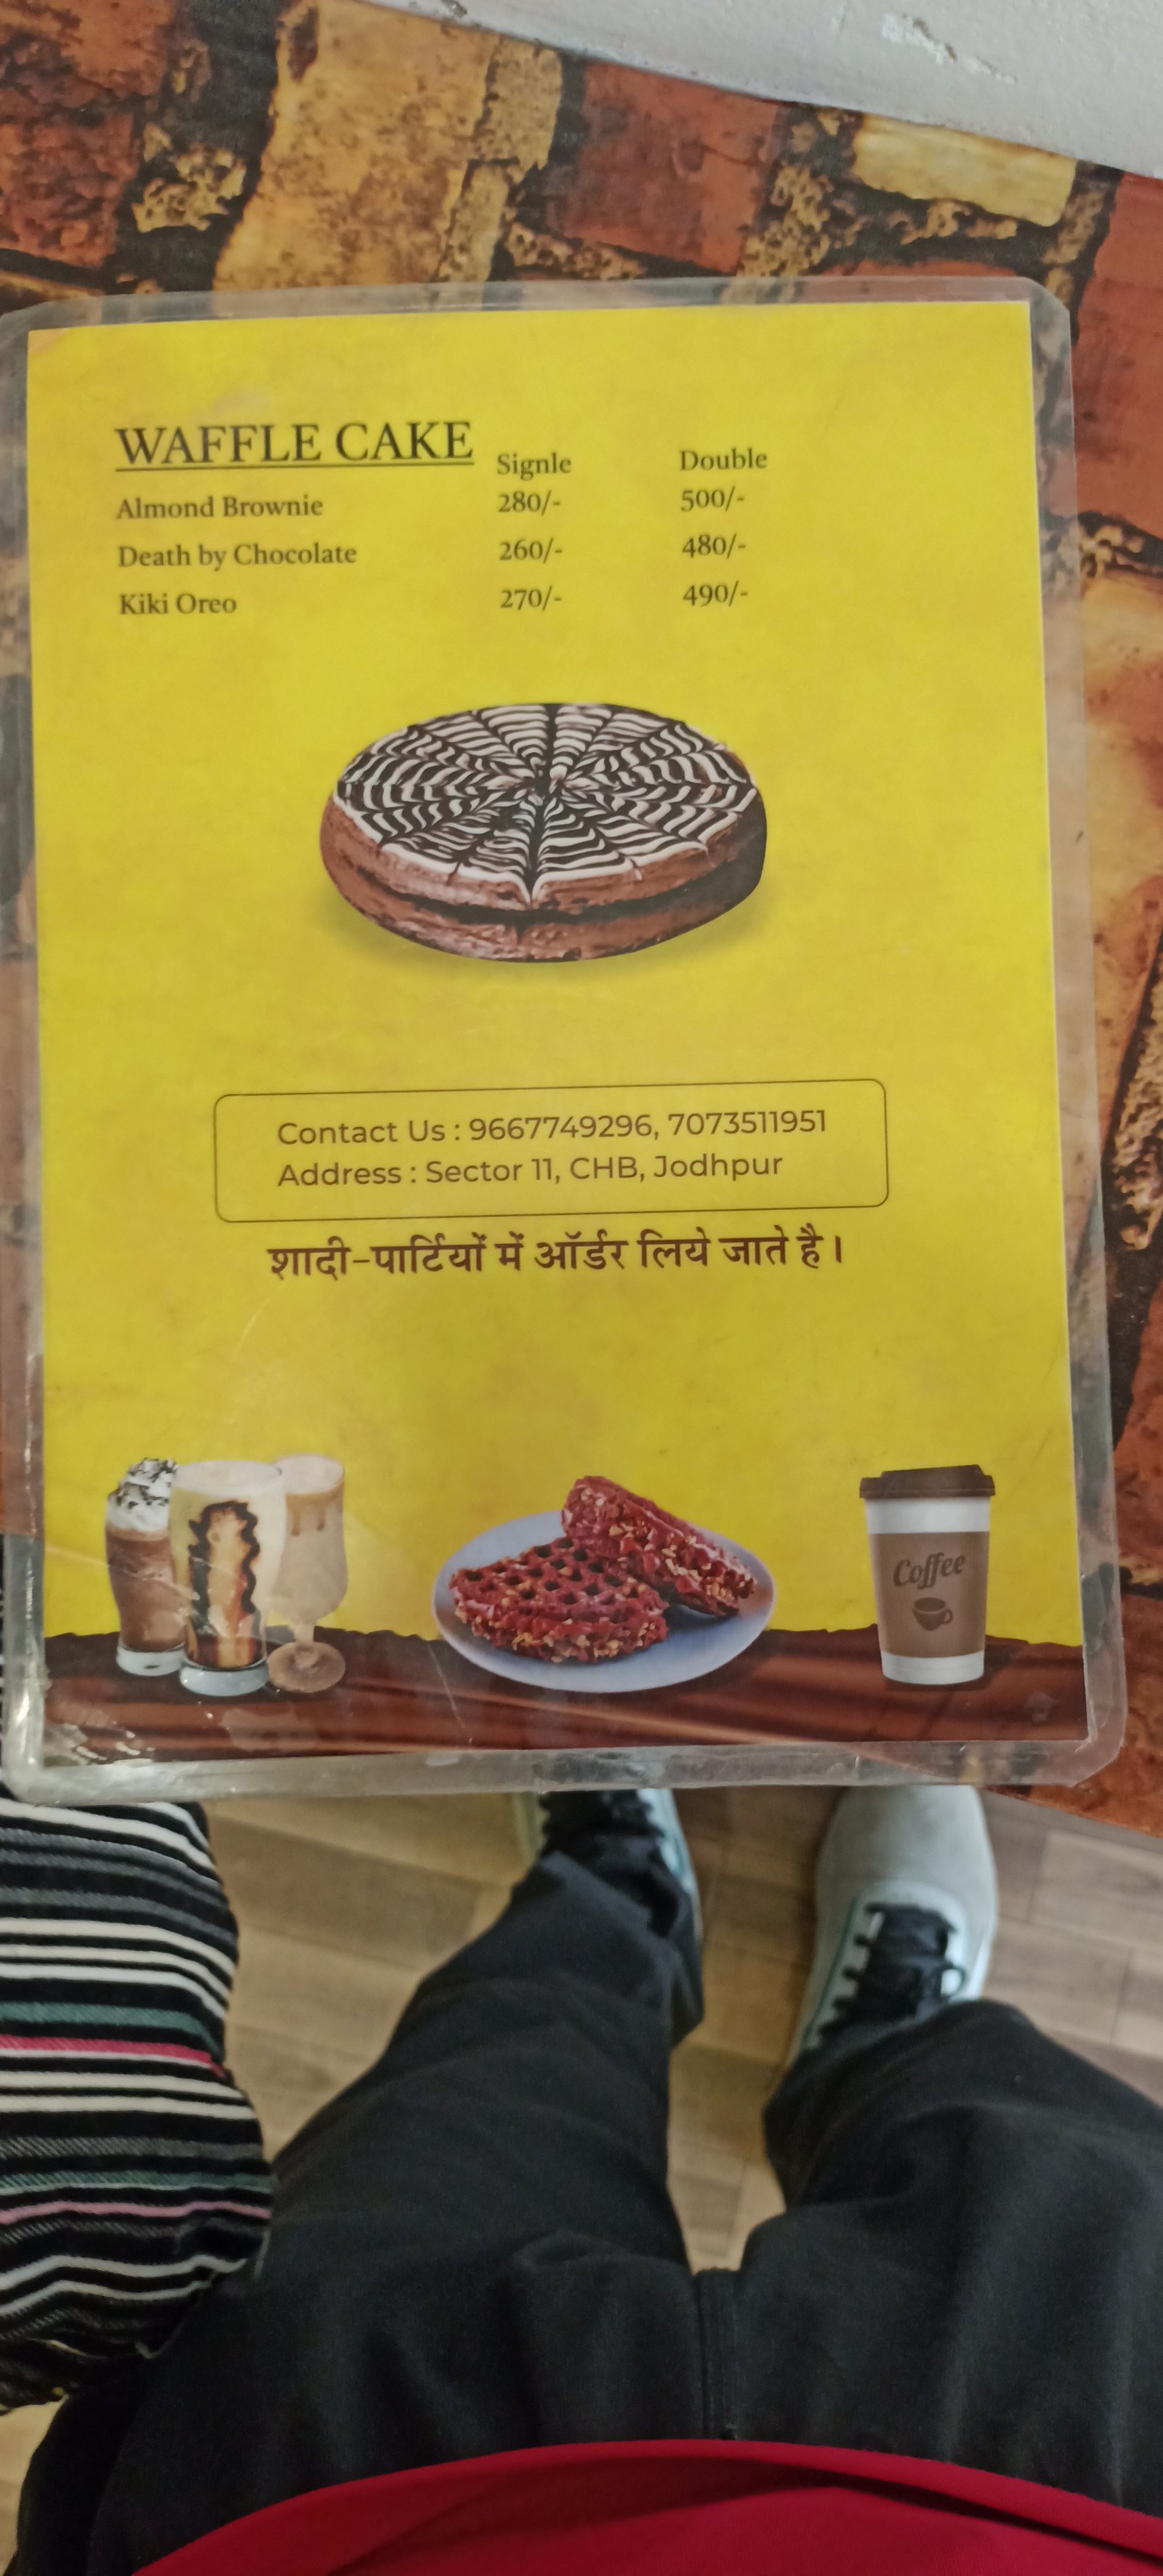 WAFFLE CAKE Signle Double
Almond Brownie 280/- 500/-
Death by Chocolate 260/- 480/-
Kiki Oreo 270/- 490/-
Contact Us : 9667749296, 7073511951
Address : Sector 11, CHB, Jodhpur
शादी-पार्टियों में ऑर्डर लिये जाते है।
Coffee